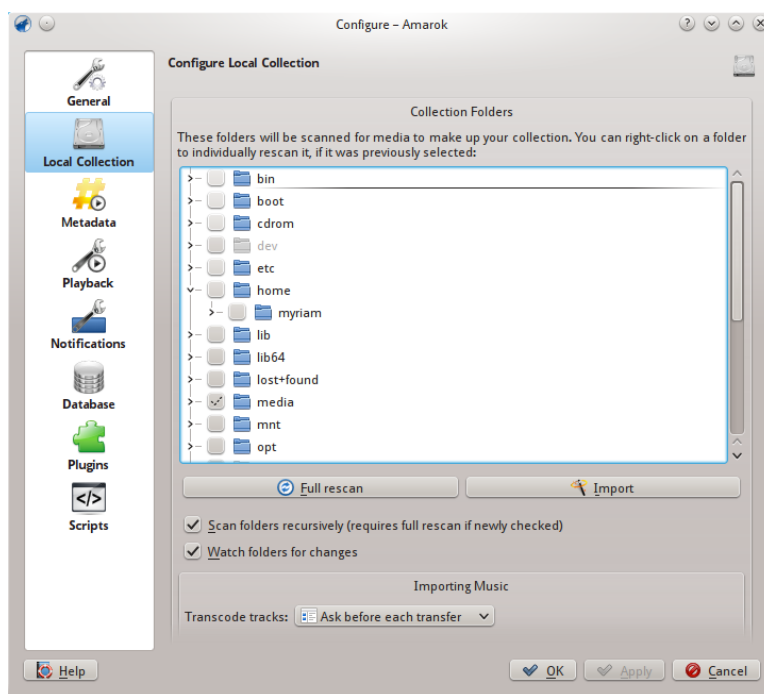 Configure – Amarok
General
Local Collection
Metadata
Playback
Notifications
Database
Plugins
Scripts
Configure Local Collection
Collection Folders
These folders will be scanned for media to make up your collection. You can right-click on a folder
to individually rescan it, if it was previously selected:
bin
boot
cdrom
dev
etc
home
myriam
lib
lib64
lost+found
media
mnt
opt
Full rescan
Import
Scan folders recursively (requires full rescan if newly checked)
Watch folders for changes
Importing Music
Transcode tracks: Ask before each transfer
Help
OK
Apply
Cancel